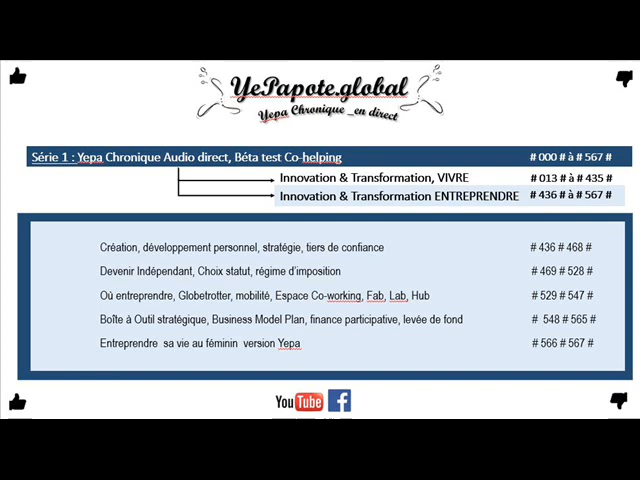 YePapote.global
Yepa Chronique _en direct
Série 1 : Yepa Chronique Audio direct, Béta test Co-helping # 000 # à # 567 #
Innovation & Transformation, VIVRE # 013 # à # 435 #
Innovation & Transformation ENTREPRENDRE # 436 # à # 567 #
Création, développement personnel, stratégie, tiers de confiance # 436 # 468 #
Devenir Indépendant, Choix statut, régime d'imposition # 469 # 528 #
Où entreprendre, Globetrotter, mobilité, Espace Co-working, Fab, Lab, Hub # 529 # 547 #
Boîte à Outil stratégique, Business Model Plan, finance participative, levée de fond # 548 # 565 #
Entreprendre sa vie au féminin version Yepa # 566 # 567 #
YouTube f